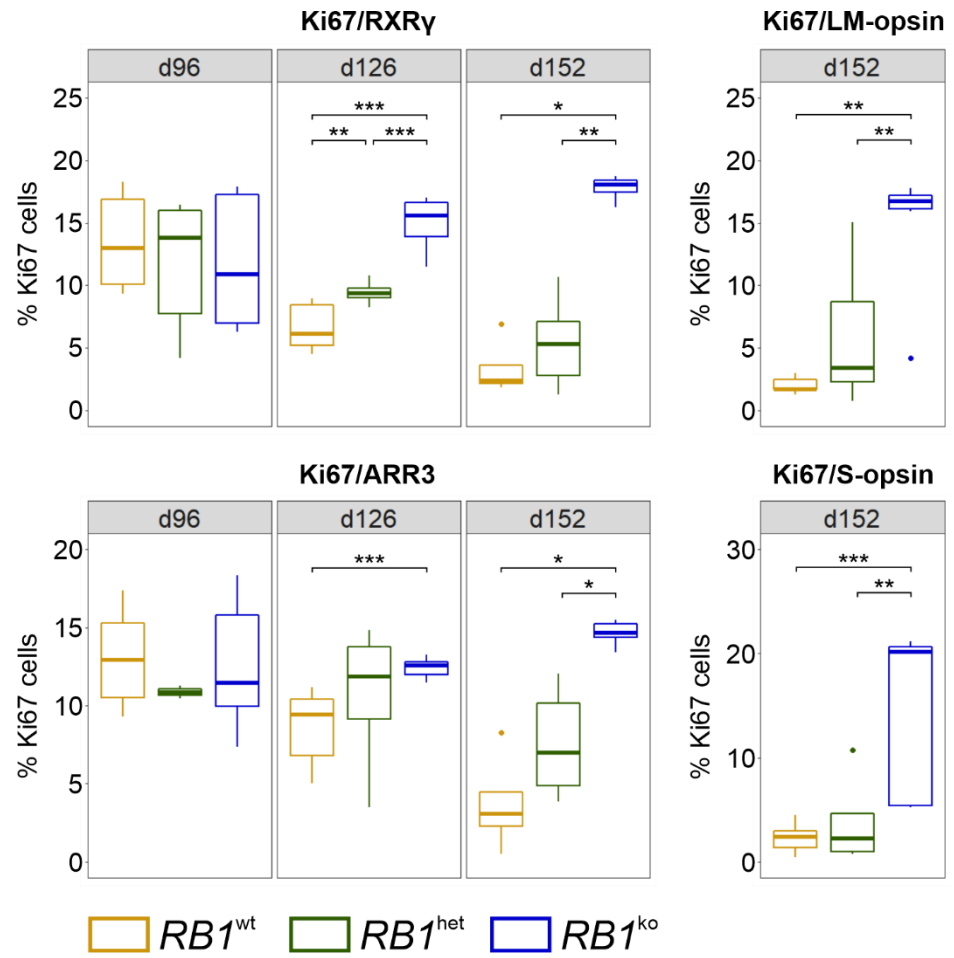 Ki67/RXRγ
Ki67/LM-opsin
d96 d126 d152
d152
% Ki67 cells
25
20
15
10
5
0
*** ** *** * **
% Ki67 cells
25
20
15
10
5
0
** **
Ki67/ARR3
Ki67/S-opsin
d96 d126 d152
d152
% Ki67 cells
20
15
10
5
0
*** * *
% Ki67 cells
30
20
10
0
*** **
RB1wt RB1het RB1ko